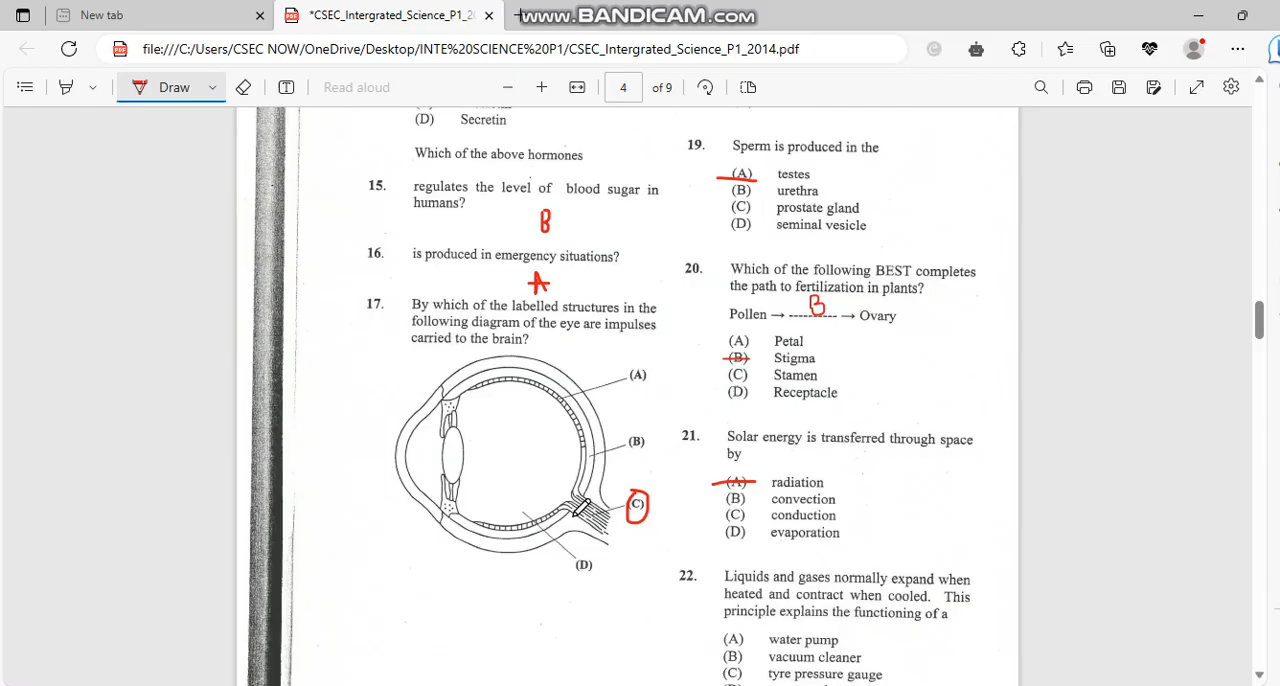 New tab
*CSEC_Intergrated_Science_P1_2
www.BANDICAM.com
file:///C:/Users/CSEC NOW/OneDrive/Desktop/INTE%20SCIENCE%20P1/CSEC_Intergrated_Science_P1_2014.pdf
Draw
Read aloud
4 of 9
(D) Secretin
Which of the above hormones
15. regulates the level of blood sugar in
humans?
B
16. is produced in emergency situations?
A
17. By which of the labelled structures in the
following diagram of the eye are impulses
carried to the brain?
(A)
(B)
(C)
(D)
19. Sperm is produced in the
(A) testes
(B) urethra
(C) prostate gland
(D) seminal vesicle
20. Which of the following BEST completes
the path to fertilization in plants?
B
Pollen → ---------- → Ovary
(A) Petal
(B) Stigma
(C) Stamen
(D) Receptacle
21. Solar energy is transferred through space
by
(A) radiation
(B) convection
(C) conduction
(D) evaporation
22. Liquids and gases normally expand when
heated and contract when cooled. This
principle explains the functioning of a
(A) water pump
(B) vacuum cleaner
(C) tyre pressure gauge